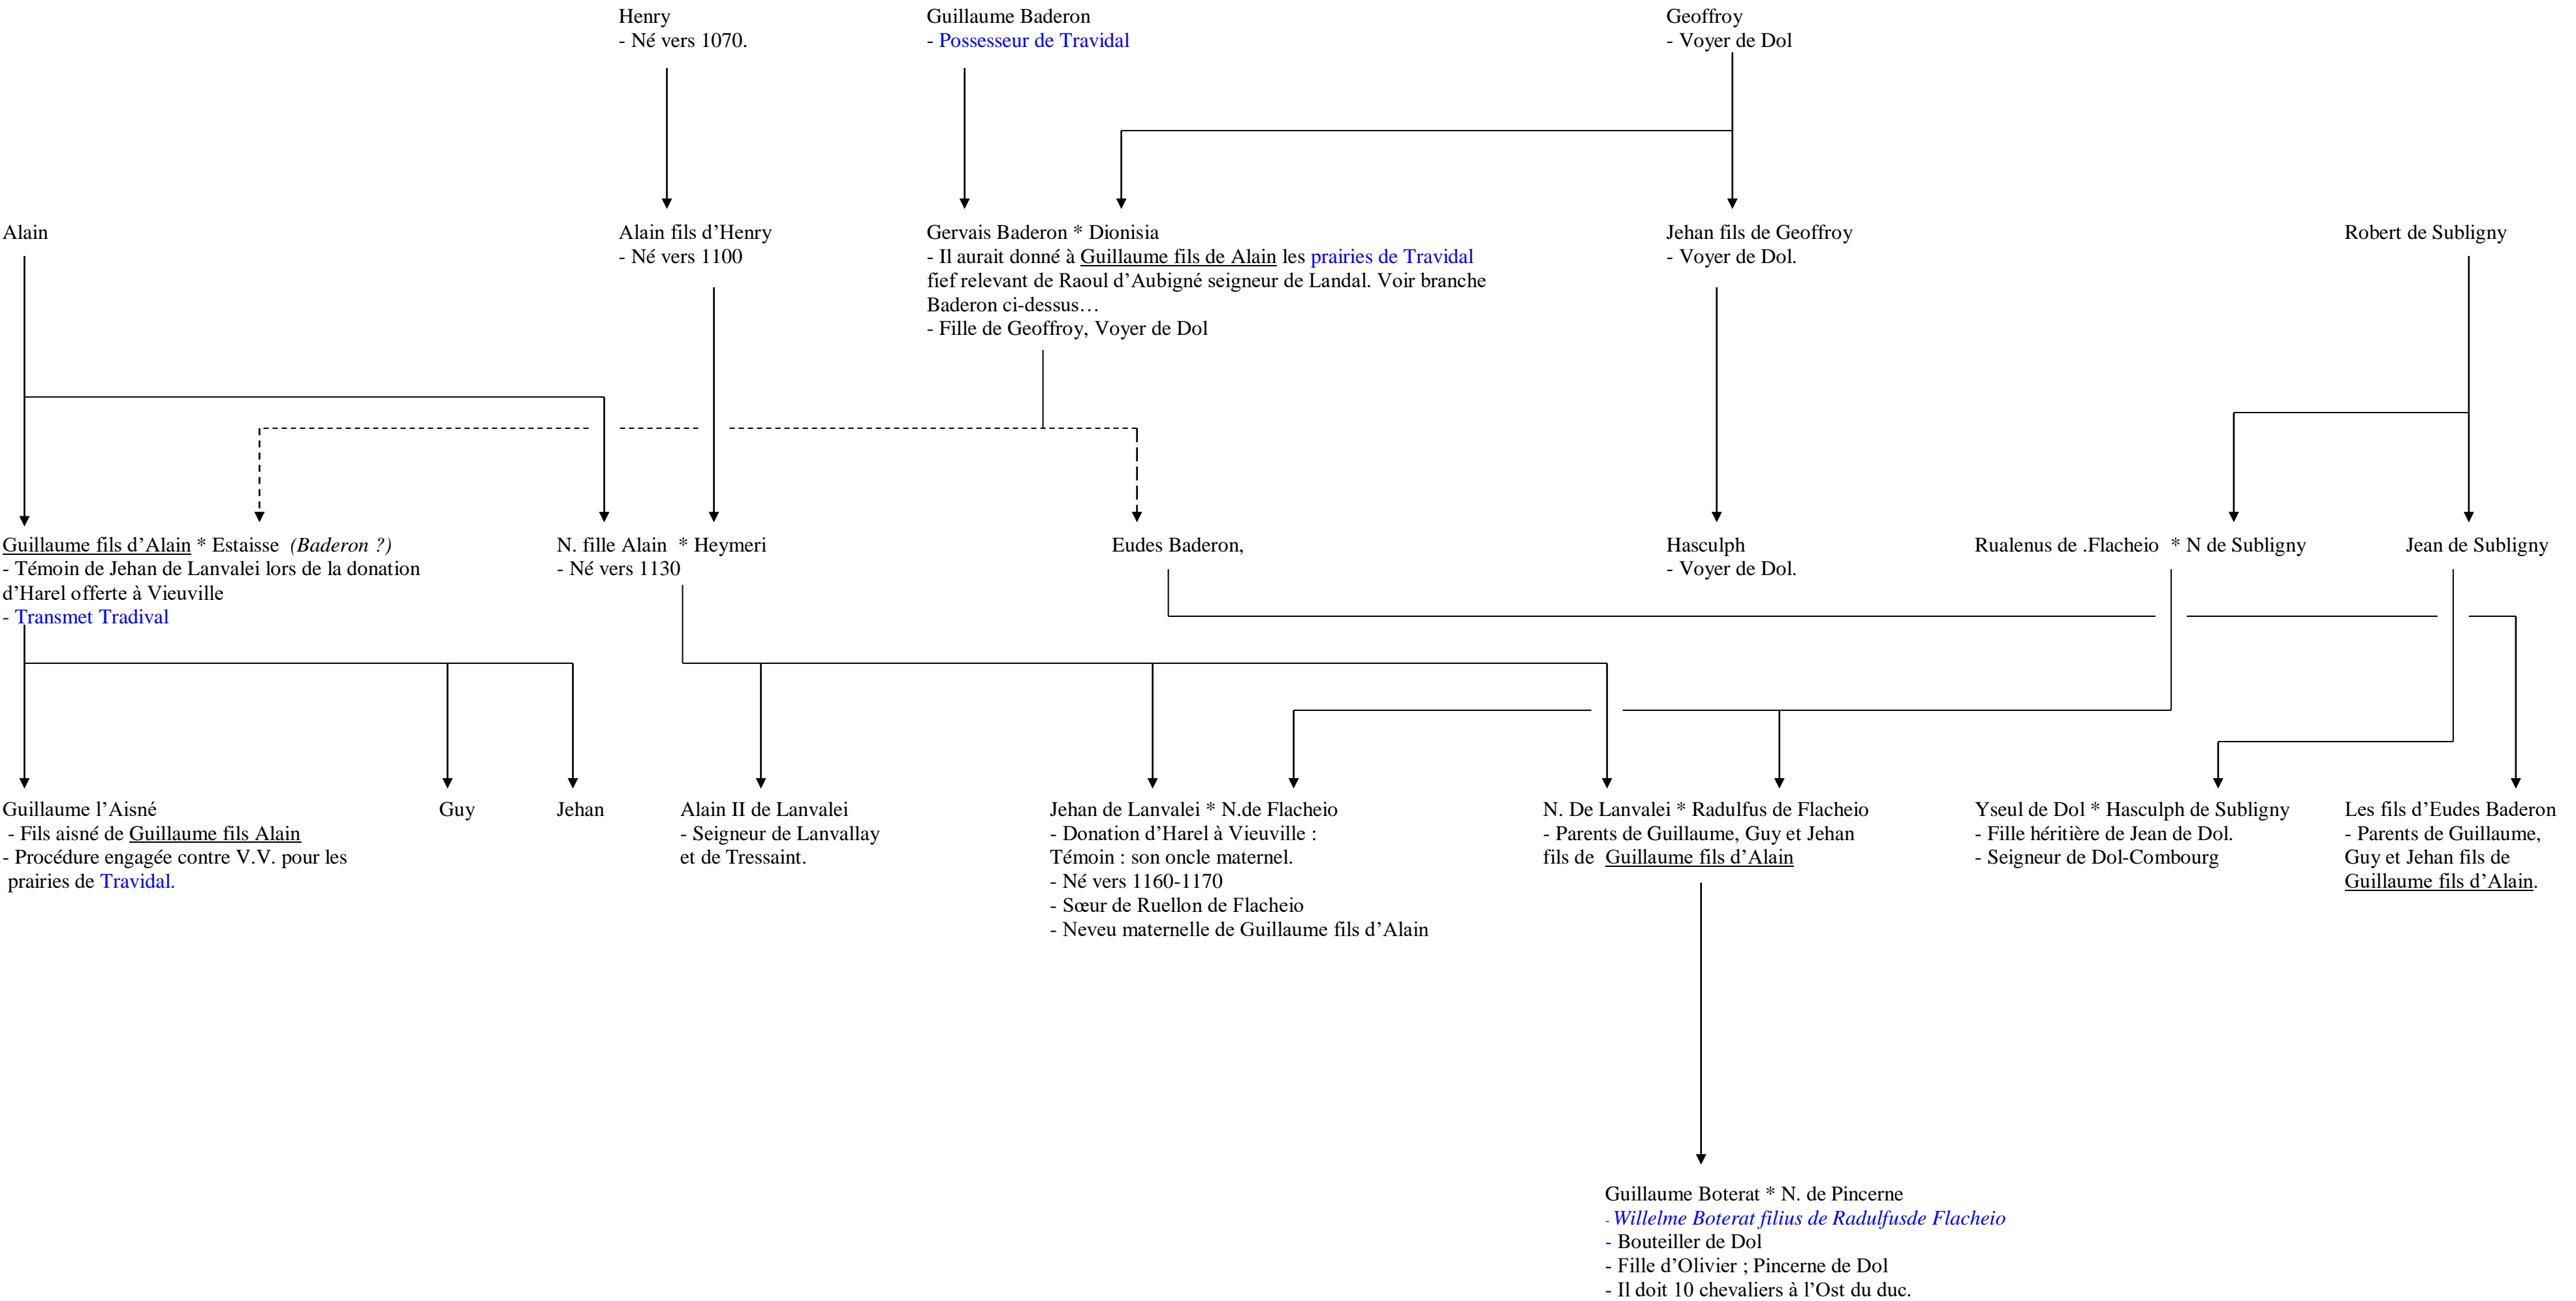 Henry
- Né vers 1070.
Guillaume Baderon
- Possesseur de Travidal
Geoffroy
- Voyer de Dol
Alain
Alain fils d’Henry
- Né vers 1100
Gervais Baderon * Dionisia
- Il aurait donné à Guillaume fils de Alain les prairies de Travidal
fief relevant de Raoul d’Aubigné seigneur de Landal. Voir branche
Baderon ci-dessus…
- Fille de Geoffroy, Voyer de Dol
Jehan fils de Geoffroy
- Voyer de Dol.
Robert de Subligny
Guillaume fils d’Alain * Estaisse (Baderon ?)
- Témoin de Jehan de Lanvalei lors de la donation
d’Harel offerte à Vieuville
- Transmet Tradival
N. fille Alain * Heymeri
- Né vers 1130
Eudes Baderon,
Hasculph
- Voyer de Dol.
Rualenus de .Flacheio * N de Subligny
Jean de Subligny
Guillaume l’Aisné
- Fils aisné de Guillaume fils Alain
- Procédure engagée contre V.V. pour les
prairies de Travidal.
Guy
Jehan
Alain II de Lanvalei
- Seigneur de Lanvallay
et de Tressaint.
Jehan de Lanvalei * N.de Flacheio
- Donation d’Harel à Vieuville :
Témoin : son oncle maternel.
- Né vers 1160-1170
- Sœur de Ruellon de Flacheio
- Neveu maternelle de Guillaume fils d’Alain
N. De Lanvalei * Radulfus de Flacheio
- Parents de Guillaume, Guy et Jehan
fils de Guillaume fils d’Alain
Yseul de Dol * Hasculph de Subligny
- Fille héritière de Jean de Dol.
- Seigneur de Dol-Combourg
Les fils d’Eudes Baderon
- Parents de Guillaume,
Guy et Jehan fils de
Guillaume fils d’Alain.
Guillaume Boterat * N. de Pincerne
- Willelme Boterat filius de Radulfusde Flacheio
- Bouteiller de Dol
- Fille d’Olivier ; Pincerne de Dol
- Il doit 10 chevaliers à l’Ost du duc.